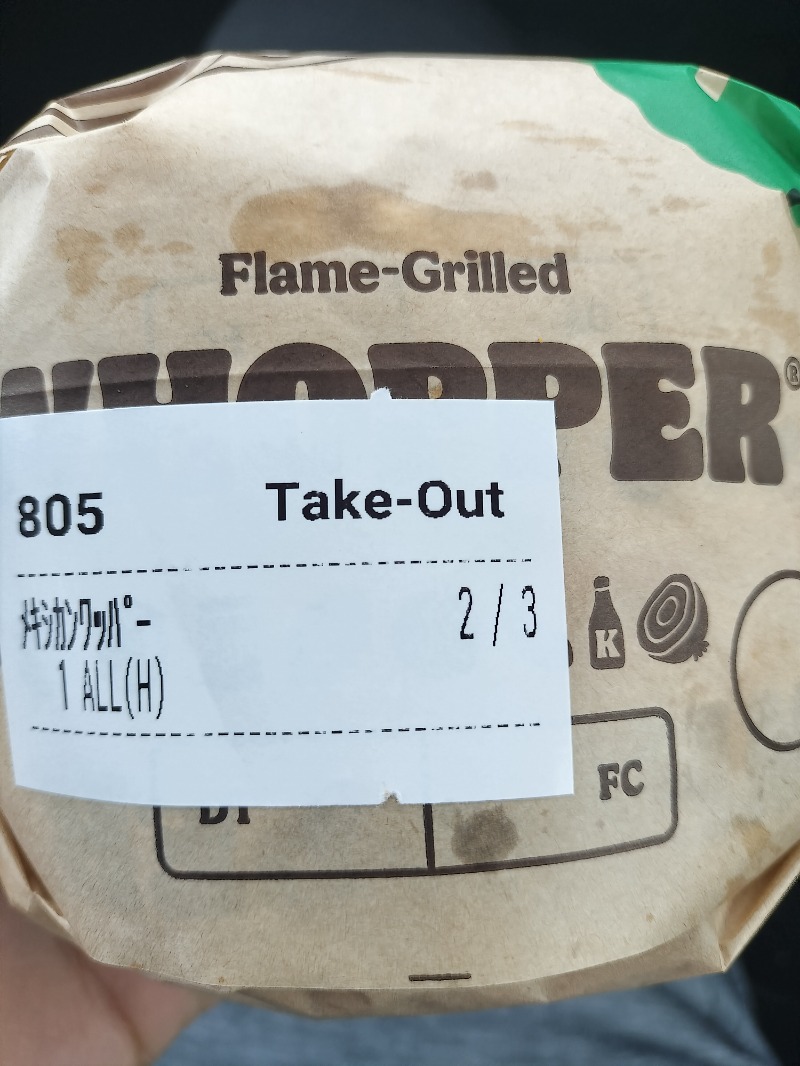 Flame-Grilled
WHOPPER®
805 Take-Out
ﾒｷｼｶﾝﾜｯﾊﾟｰ 2 / 3
1 ALL(H)
K
FC